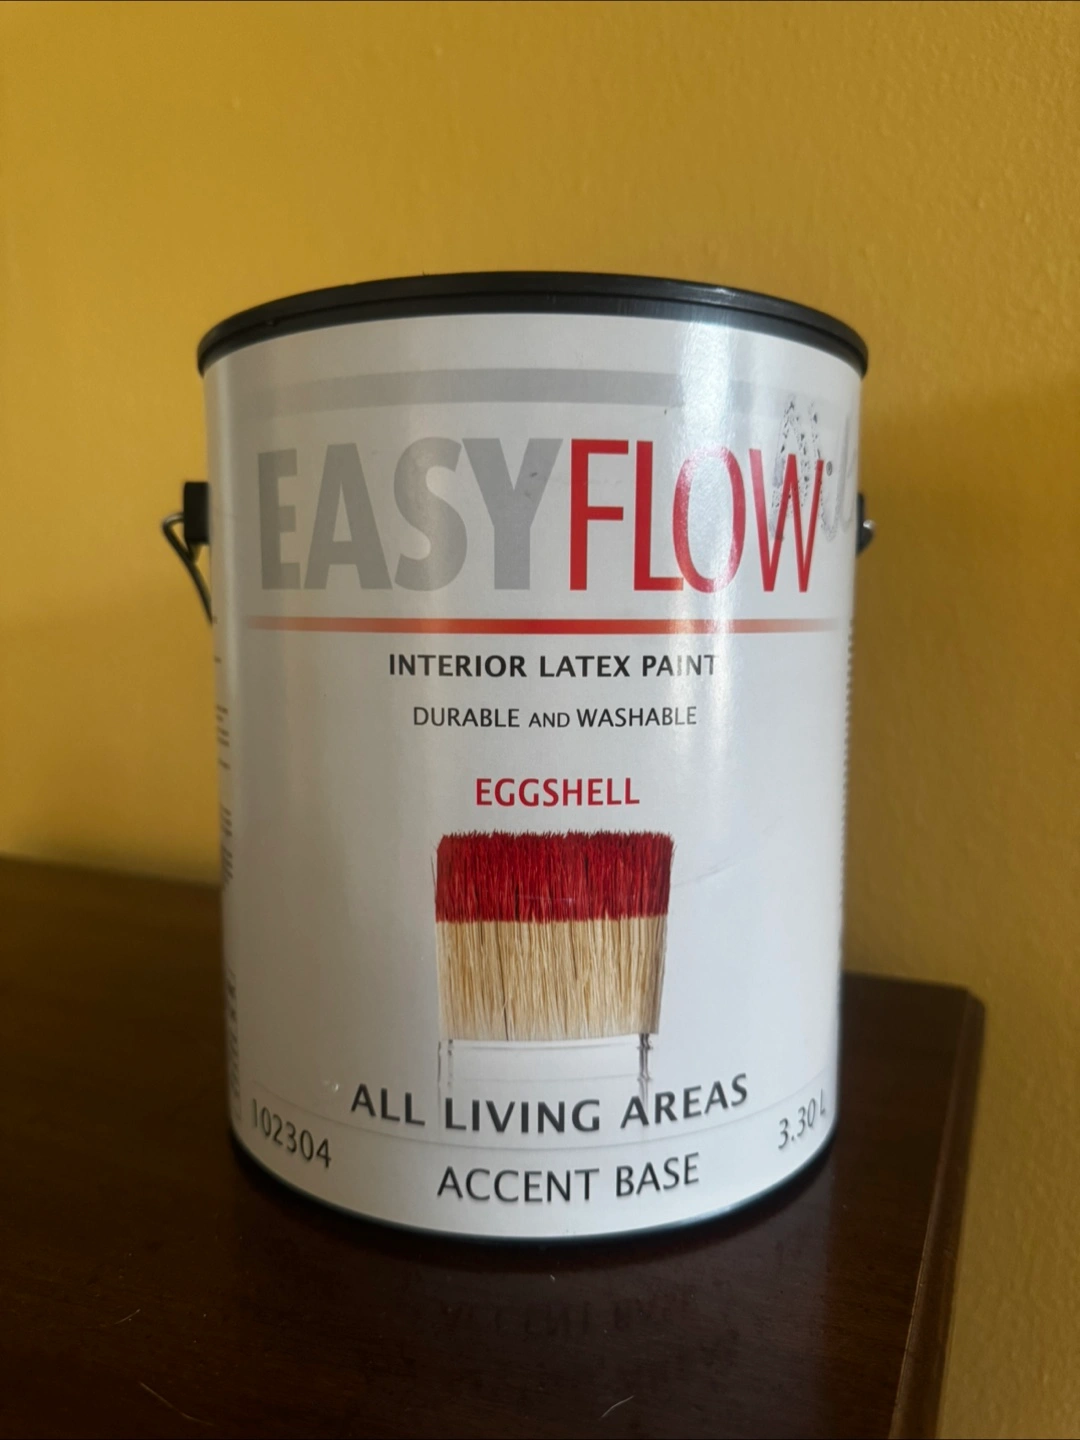 EASYFLOW®
INTERIOR LATEX PAINT
DURABLE AND WASHABLE
EGGSHELL
ALL LIVING AREAS
102304
3.30 L
ACCENT BASE